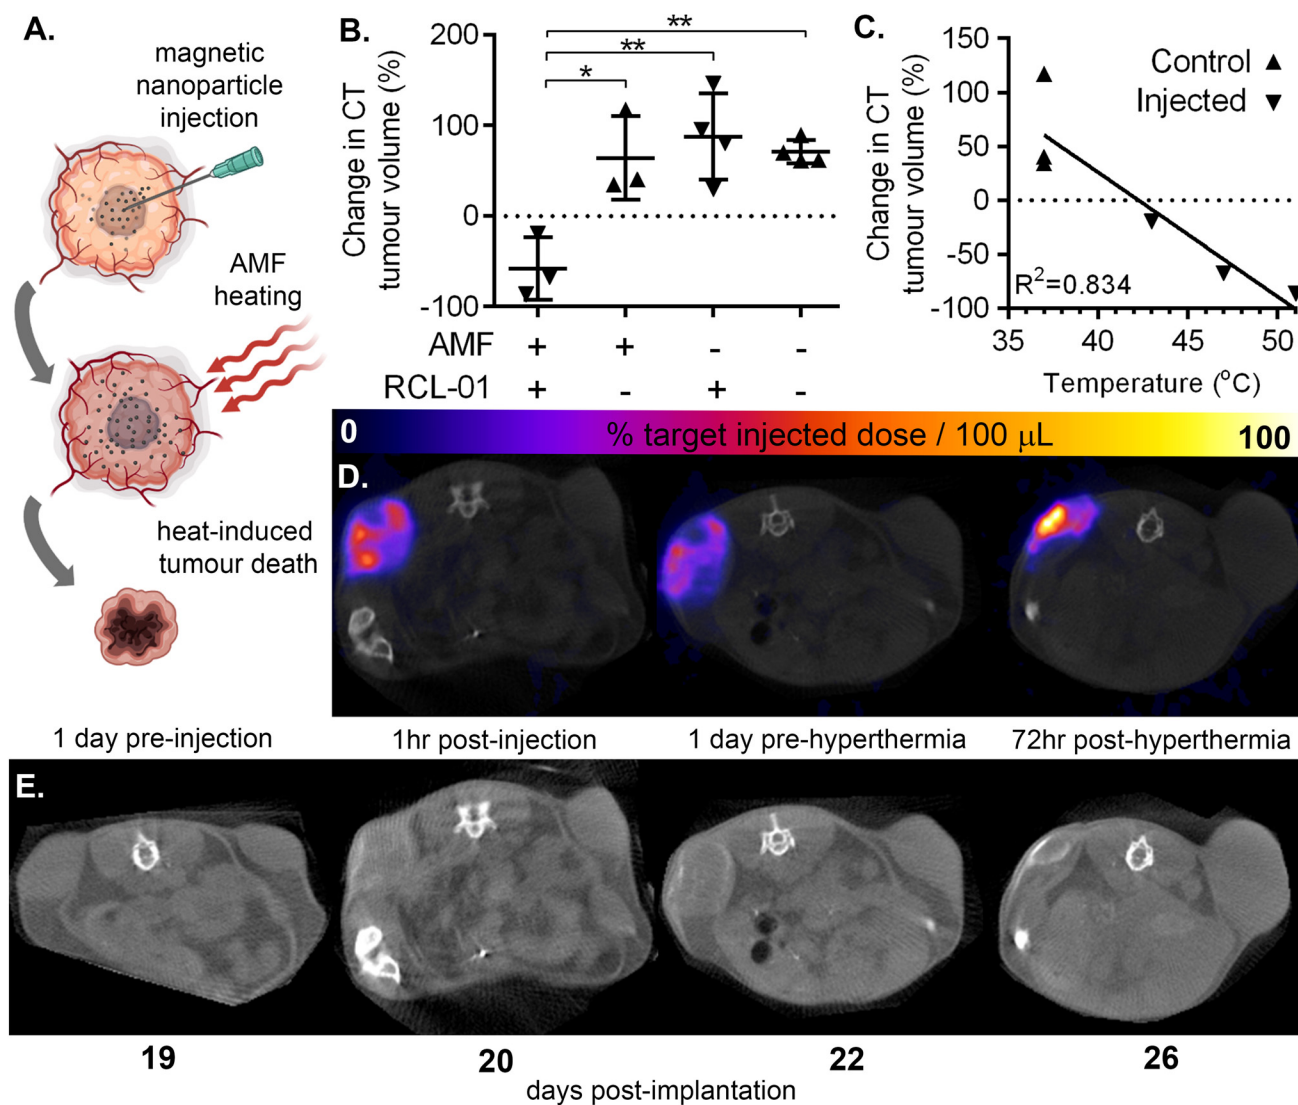 A.
magnetic
nanoparticle
injection
AMF
heating
heat-induced
tumour death
B.
Change in CT
tumour volume (%)
200
100
0
-100
**
**
*
AMF + + - -
RCL-01 + - + -
C.
Change in CT
tumour volume (%)
150
100
50
0
-50
-100
Control ▲
Injected ▼
R²=0.834
35 40 45 50
Temperature (°C)
0 % target injected dose / 100 µL 100
D.
1 day pre-injection 1hr post-injection 1 day pre-hyperthermia 72hr post-hyperthermia
E.
19 20 22 26
days post-implantation